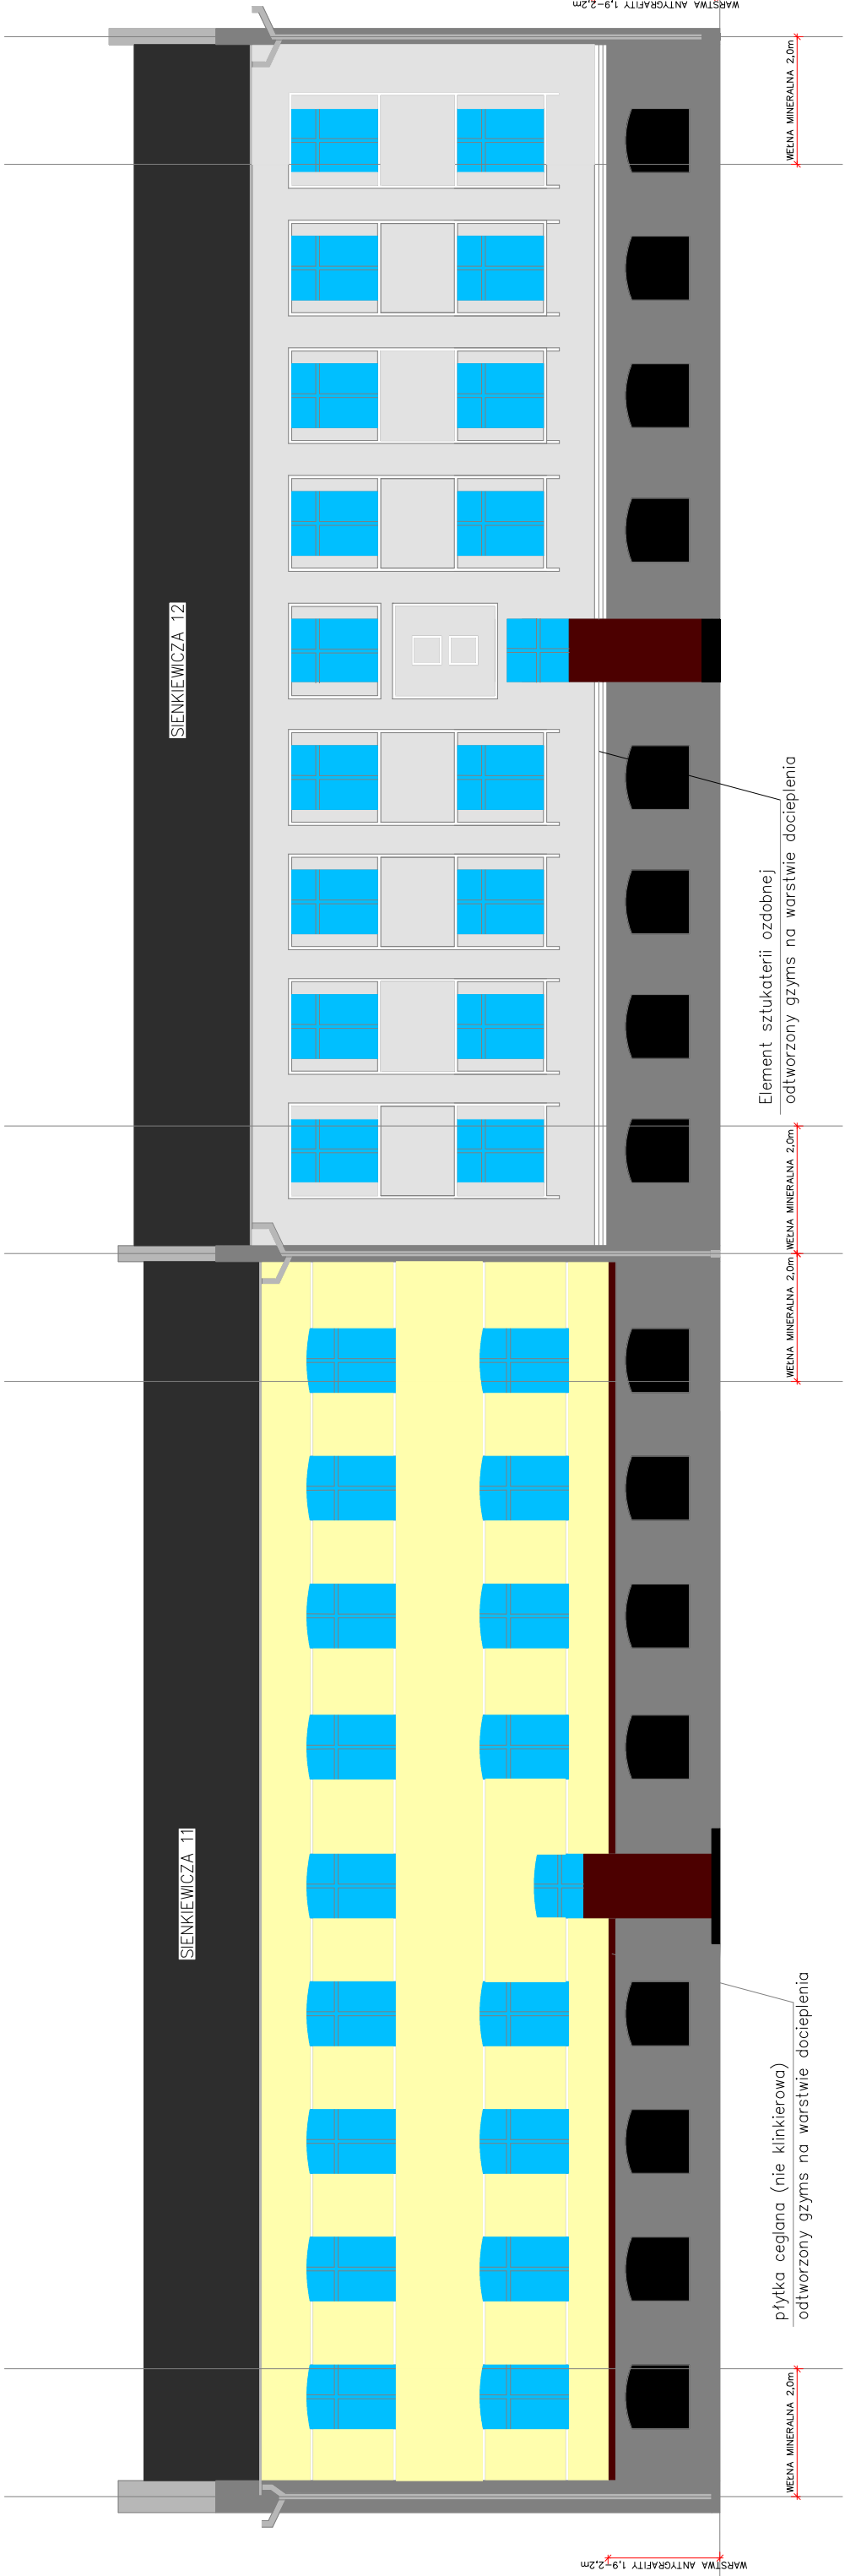 SIENKIEWICZA 11
SIENKIEWICZA 12
płytka ceglana (nie klinkierowa)
odtworzony gzyms na warstwie docieplenia
Element sztukaterii ozdobnej
odtworzony gzyms na warstwie docieplenia
WEŁNA MINERALNA 2,0m
WEŁNA MINERALNA 2,0m
WEŁNA MINERALNA 2,0m
WEŁNA MINERALNA 2,0m
WARSTWA ANTYGRAFITY 1,9-2,2m
WARSTWA ANTYGRAFITY 1,9-2,2m